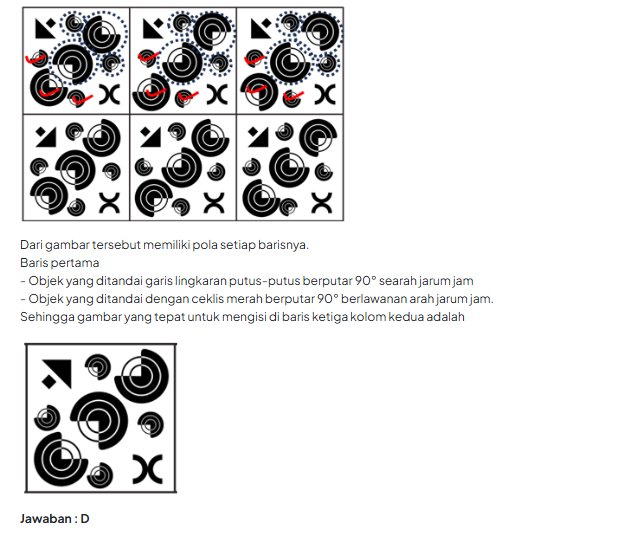 Dari gambar tersebut memiliki pola setiap barisnya.
Baris pertama
- Objek yang ditandai garis lingkaran putus-putus berputar 90° searah jarum jam
- Objek yang ditandai dengan ceklis merah berputar 90° berlawanan arah jarum jam.
Sehingga gambar yang tepat untuk mengisi di baris ketiga kolom kedua adalah
Jawaban : D